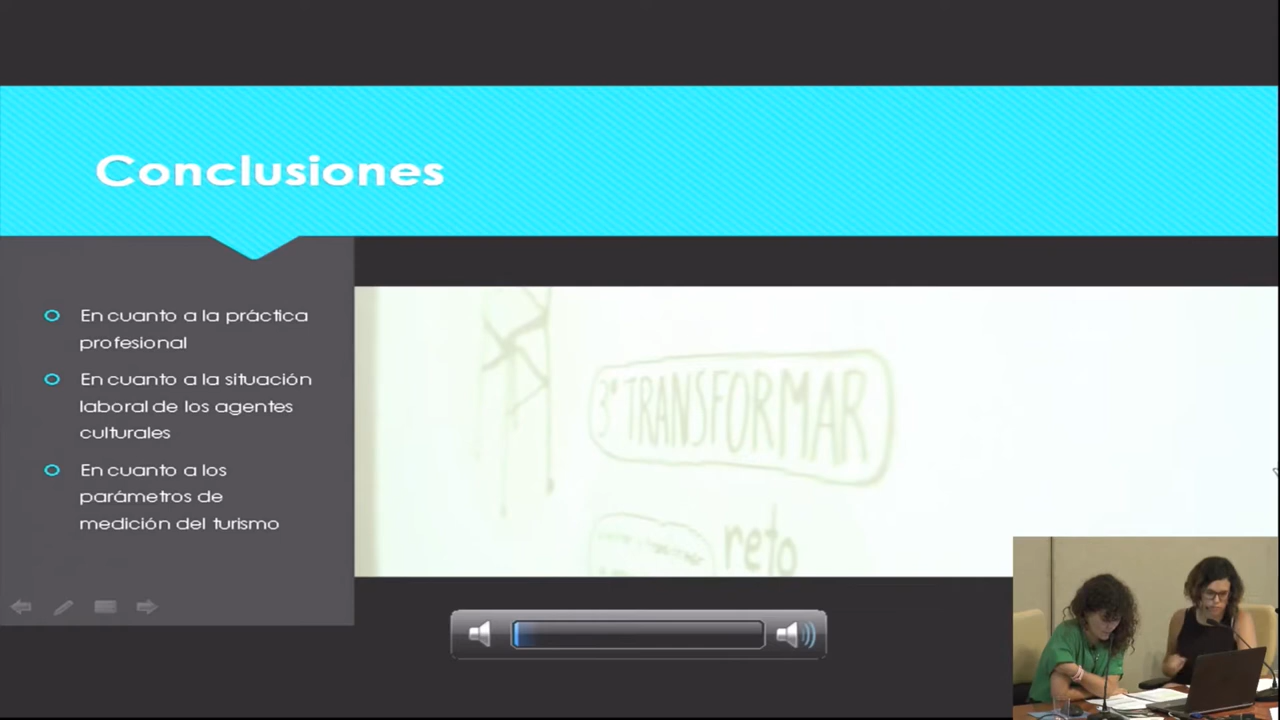 Conclusiones
En cuanto a la práctica
profesional
En cuanto a la situación
laboral de los agentes
culturales
En cuanto a los
parámetros de
medición del turismo
3º TRANSFORMAR
reto